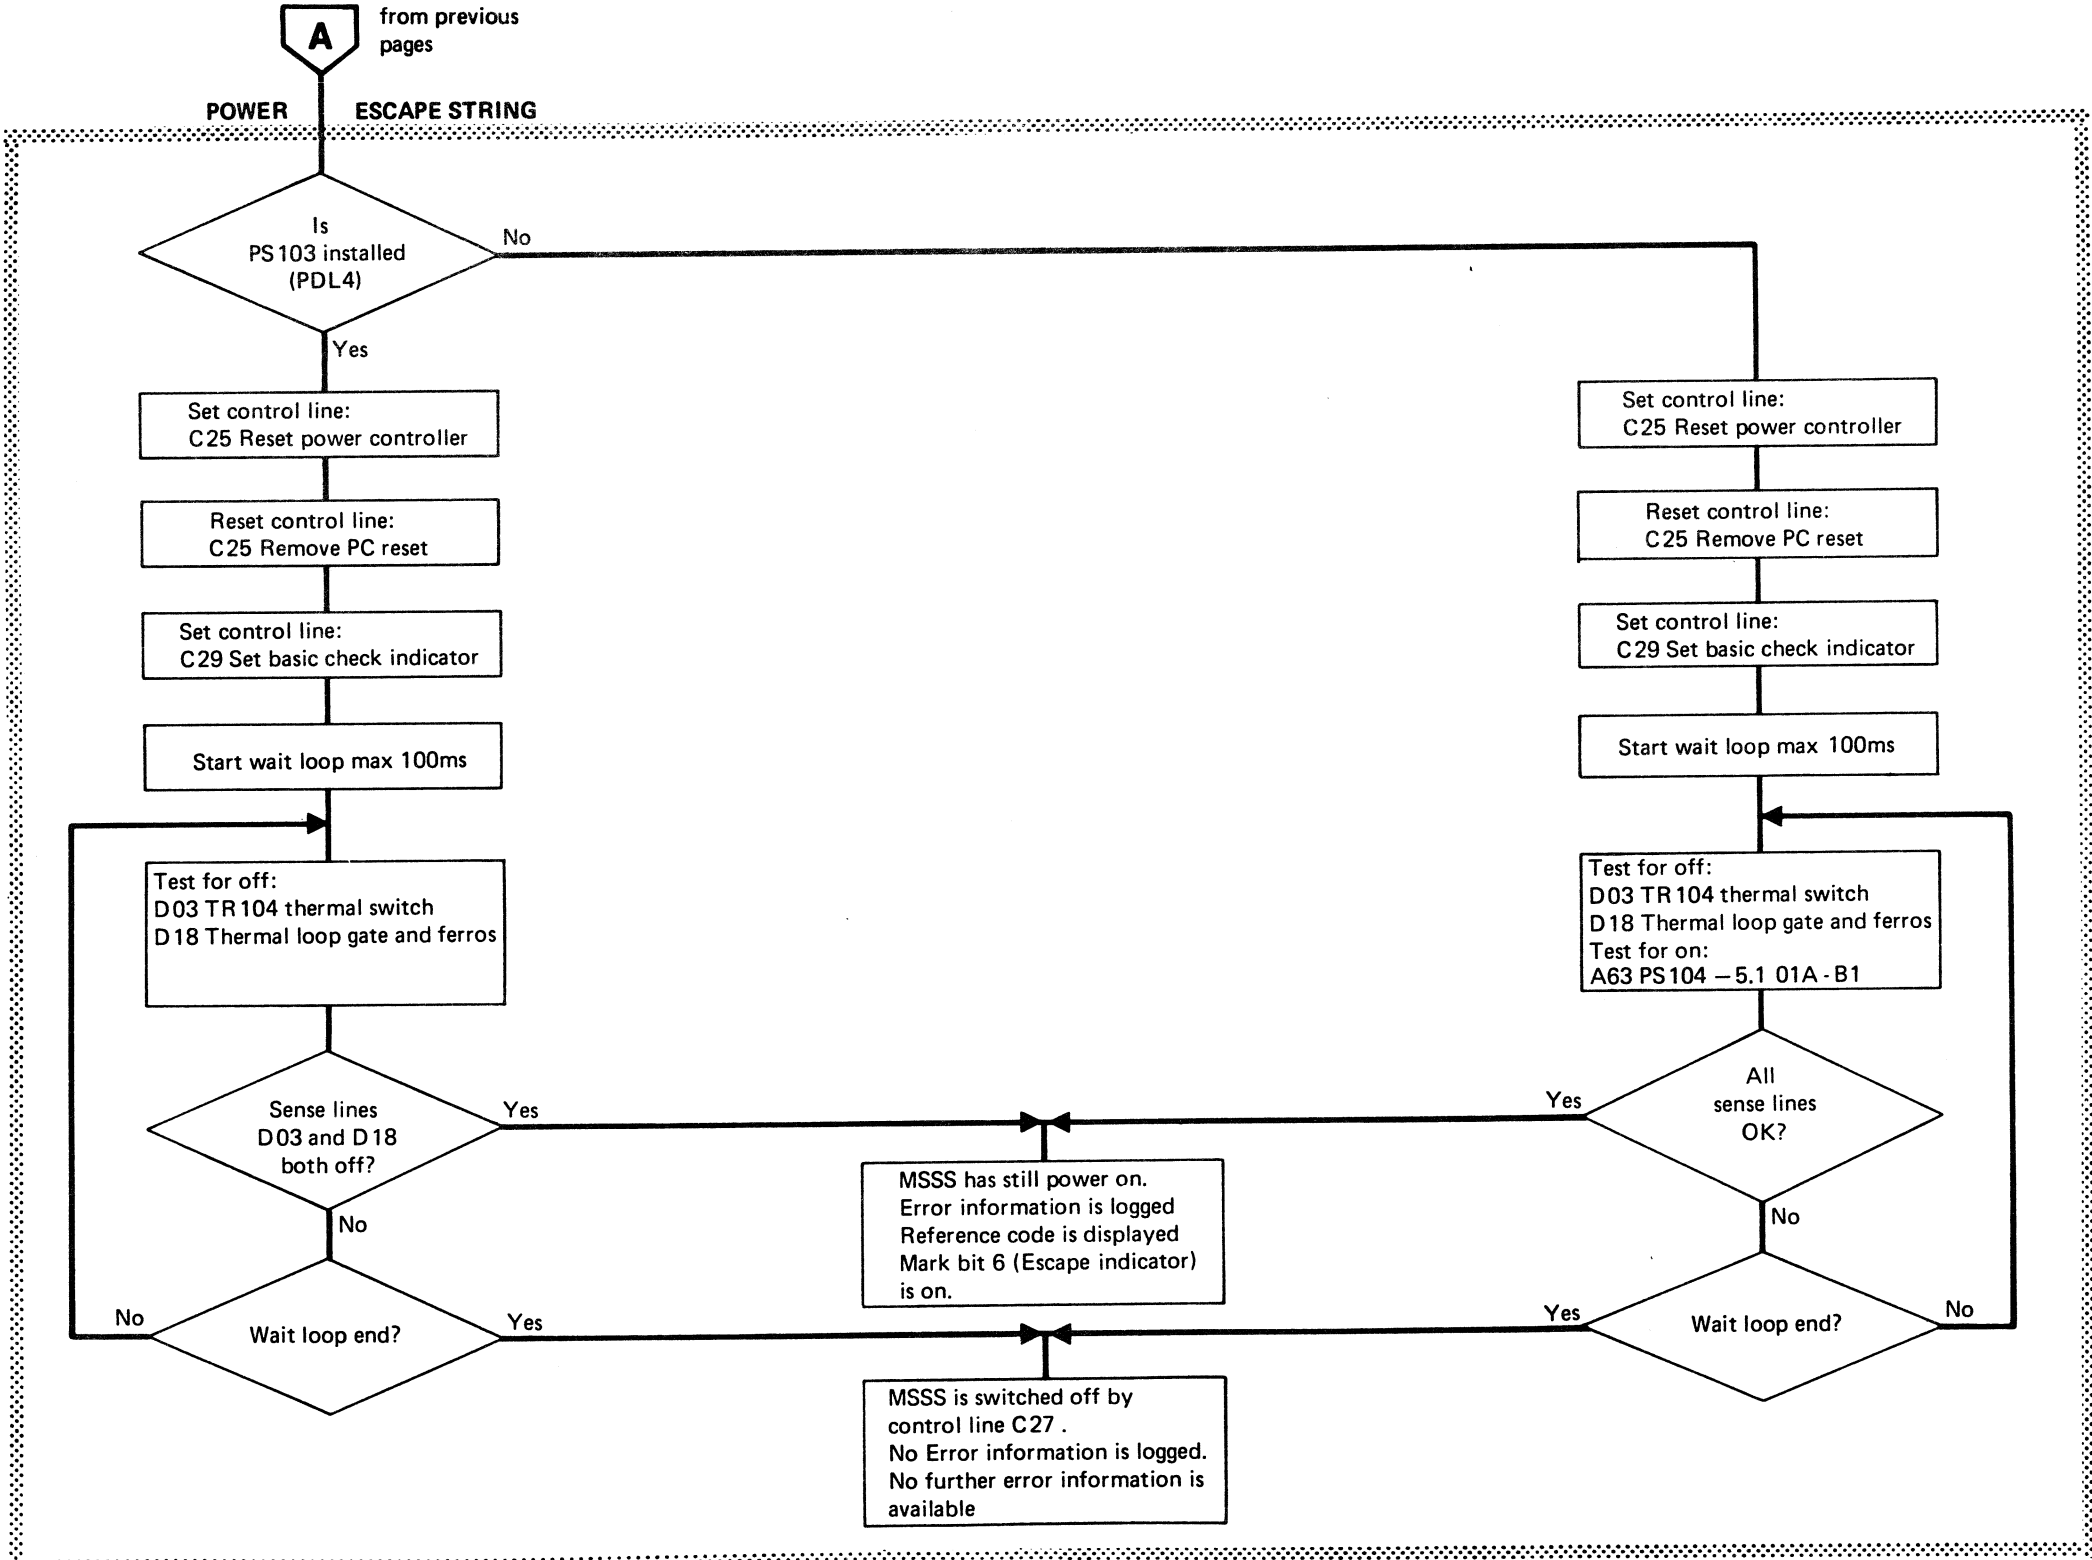 A
from previous
pages
POWER ESCAPE STRING
Is
PS103 installed
(PDL4)
No
Yes
Set control line:
C25 Reset power controller
Reset control line:
C25 Remove PC reset
Set control line:
C29 Set basic check indicator
Start wait loop max 100ms
Test for off:
D03 TR104 thermal switch
D18 Thermal loop gate and ferros
Sense lines
D03 and D18
both off?
Yes
No
Wait loop end?
No
Yes
Set control line:
C25 Reset power controller
Reset control line:
C25 Remove PC reset
Set control line:
C29 Set basic check indicator
Start wait loop max 100ms
Test for off:
D03 TR104 thermal switch
D18 Thermal loop gate and ferros
Test for on:
A63 PS104 —5.1 01A-B1
All
sense lines
OK?
Yes
No
Wait loop end?
Yes
No
MSSS has still power on.
Error information is logged
Reference code is displayed
Mark bit 6 (Escape indicator)
is on.
MSSS is switched off by
control line C27 .
No Error information is logged.
No further error information is
available